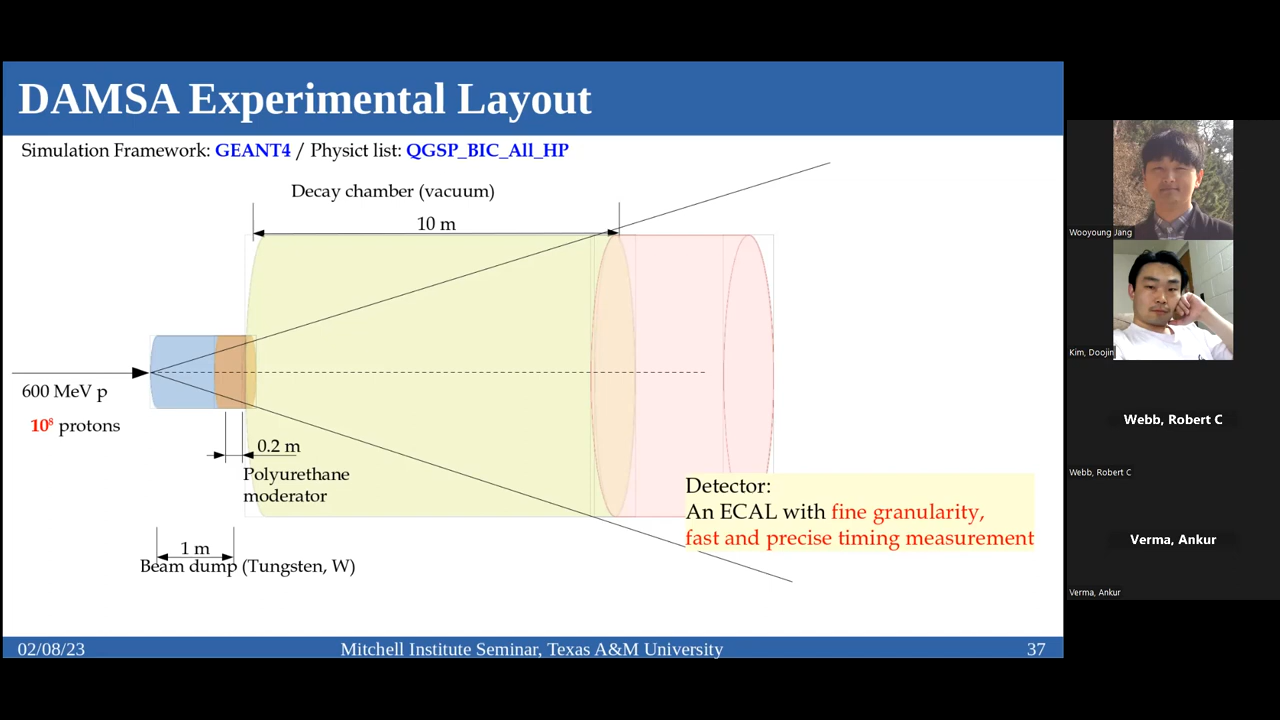 DAMSA Experimental Layout
Simulation Framework: GEANT4 / Physict list: QGSP_BIC_All_HP
Decay chamber (vacuum)
10 m
600 MeV p
10⁸ protons
0.2 m
Polyurethane
moderator
1 m
Beam dump (Tungsten, W)
Detector:
An ECAL with fine granularity,
fast and precise timing measurement
02/08/23
Mitchell Institute Seminar, Texas A&M University
37
Wooyoung Jang
Kim, Doojin
Webb, Robert C
Webb, Robert C
Verma, Ankur
Verma, Ankur